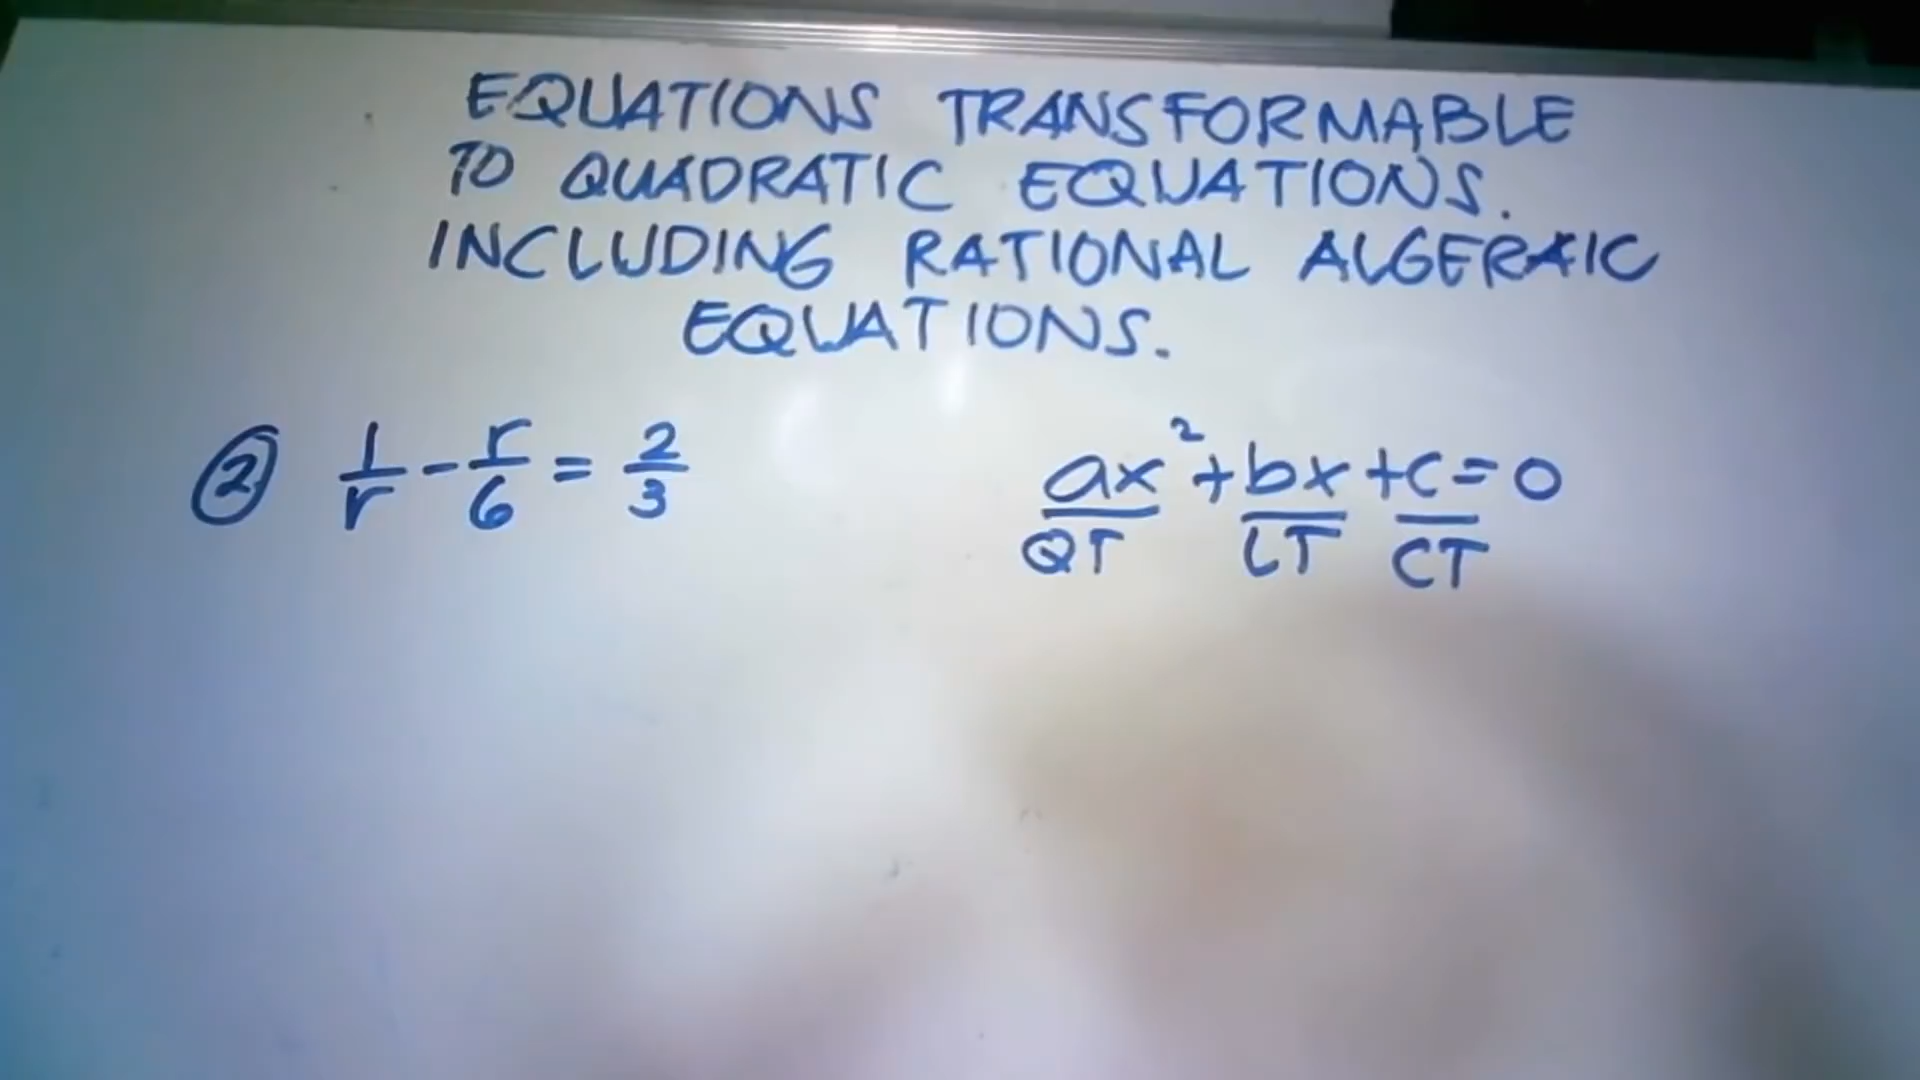 EQUATIONS TRANSFORMABLE
TO QUADRATIC EQUATIONS.
INCLUDING RATIONAL ALGERAIC
EQUATIONS.
② 1/r - r/6 = 2/3
ax² + bx + c = 0
QT LT CT